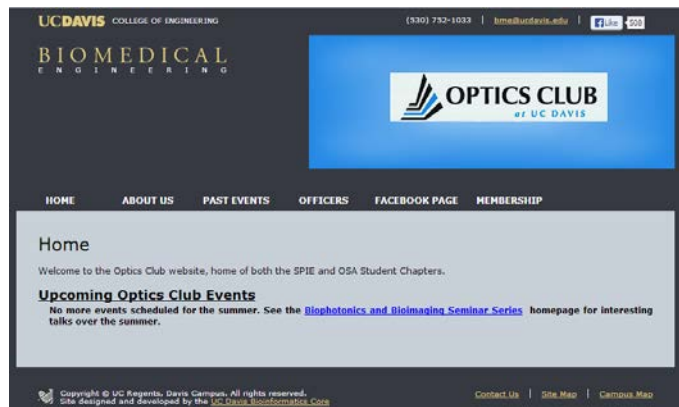 UCDAVIS COLLEGE OF ENGINEERING
(530) 752-1033 | bme@ucdavis.edu | Like 508
BIOMEDICAL
ENGINEERING
OPTICS CLUB
at UC DAVIS
HOME ABOUT US PAST EVENTS OFFICERS FACEBOOK PAGE MEMBERSHIP
Home
Welcome to the Optics Club website, home of both the SPIE and OSA Student Chapters.
Upcoming Optics Club Events
No more events scheduled for the summer. See the Biophotonics and Bioimaging Seminar Series homepage for interesting
talks over the summer.
Copyright © UC Regents, Davis Campus. All rights reserved.
Site designed and developed by the UC Davis Bioinformatics Core
Contact Us | Site Map | Campus Map